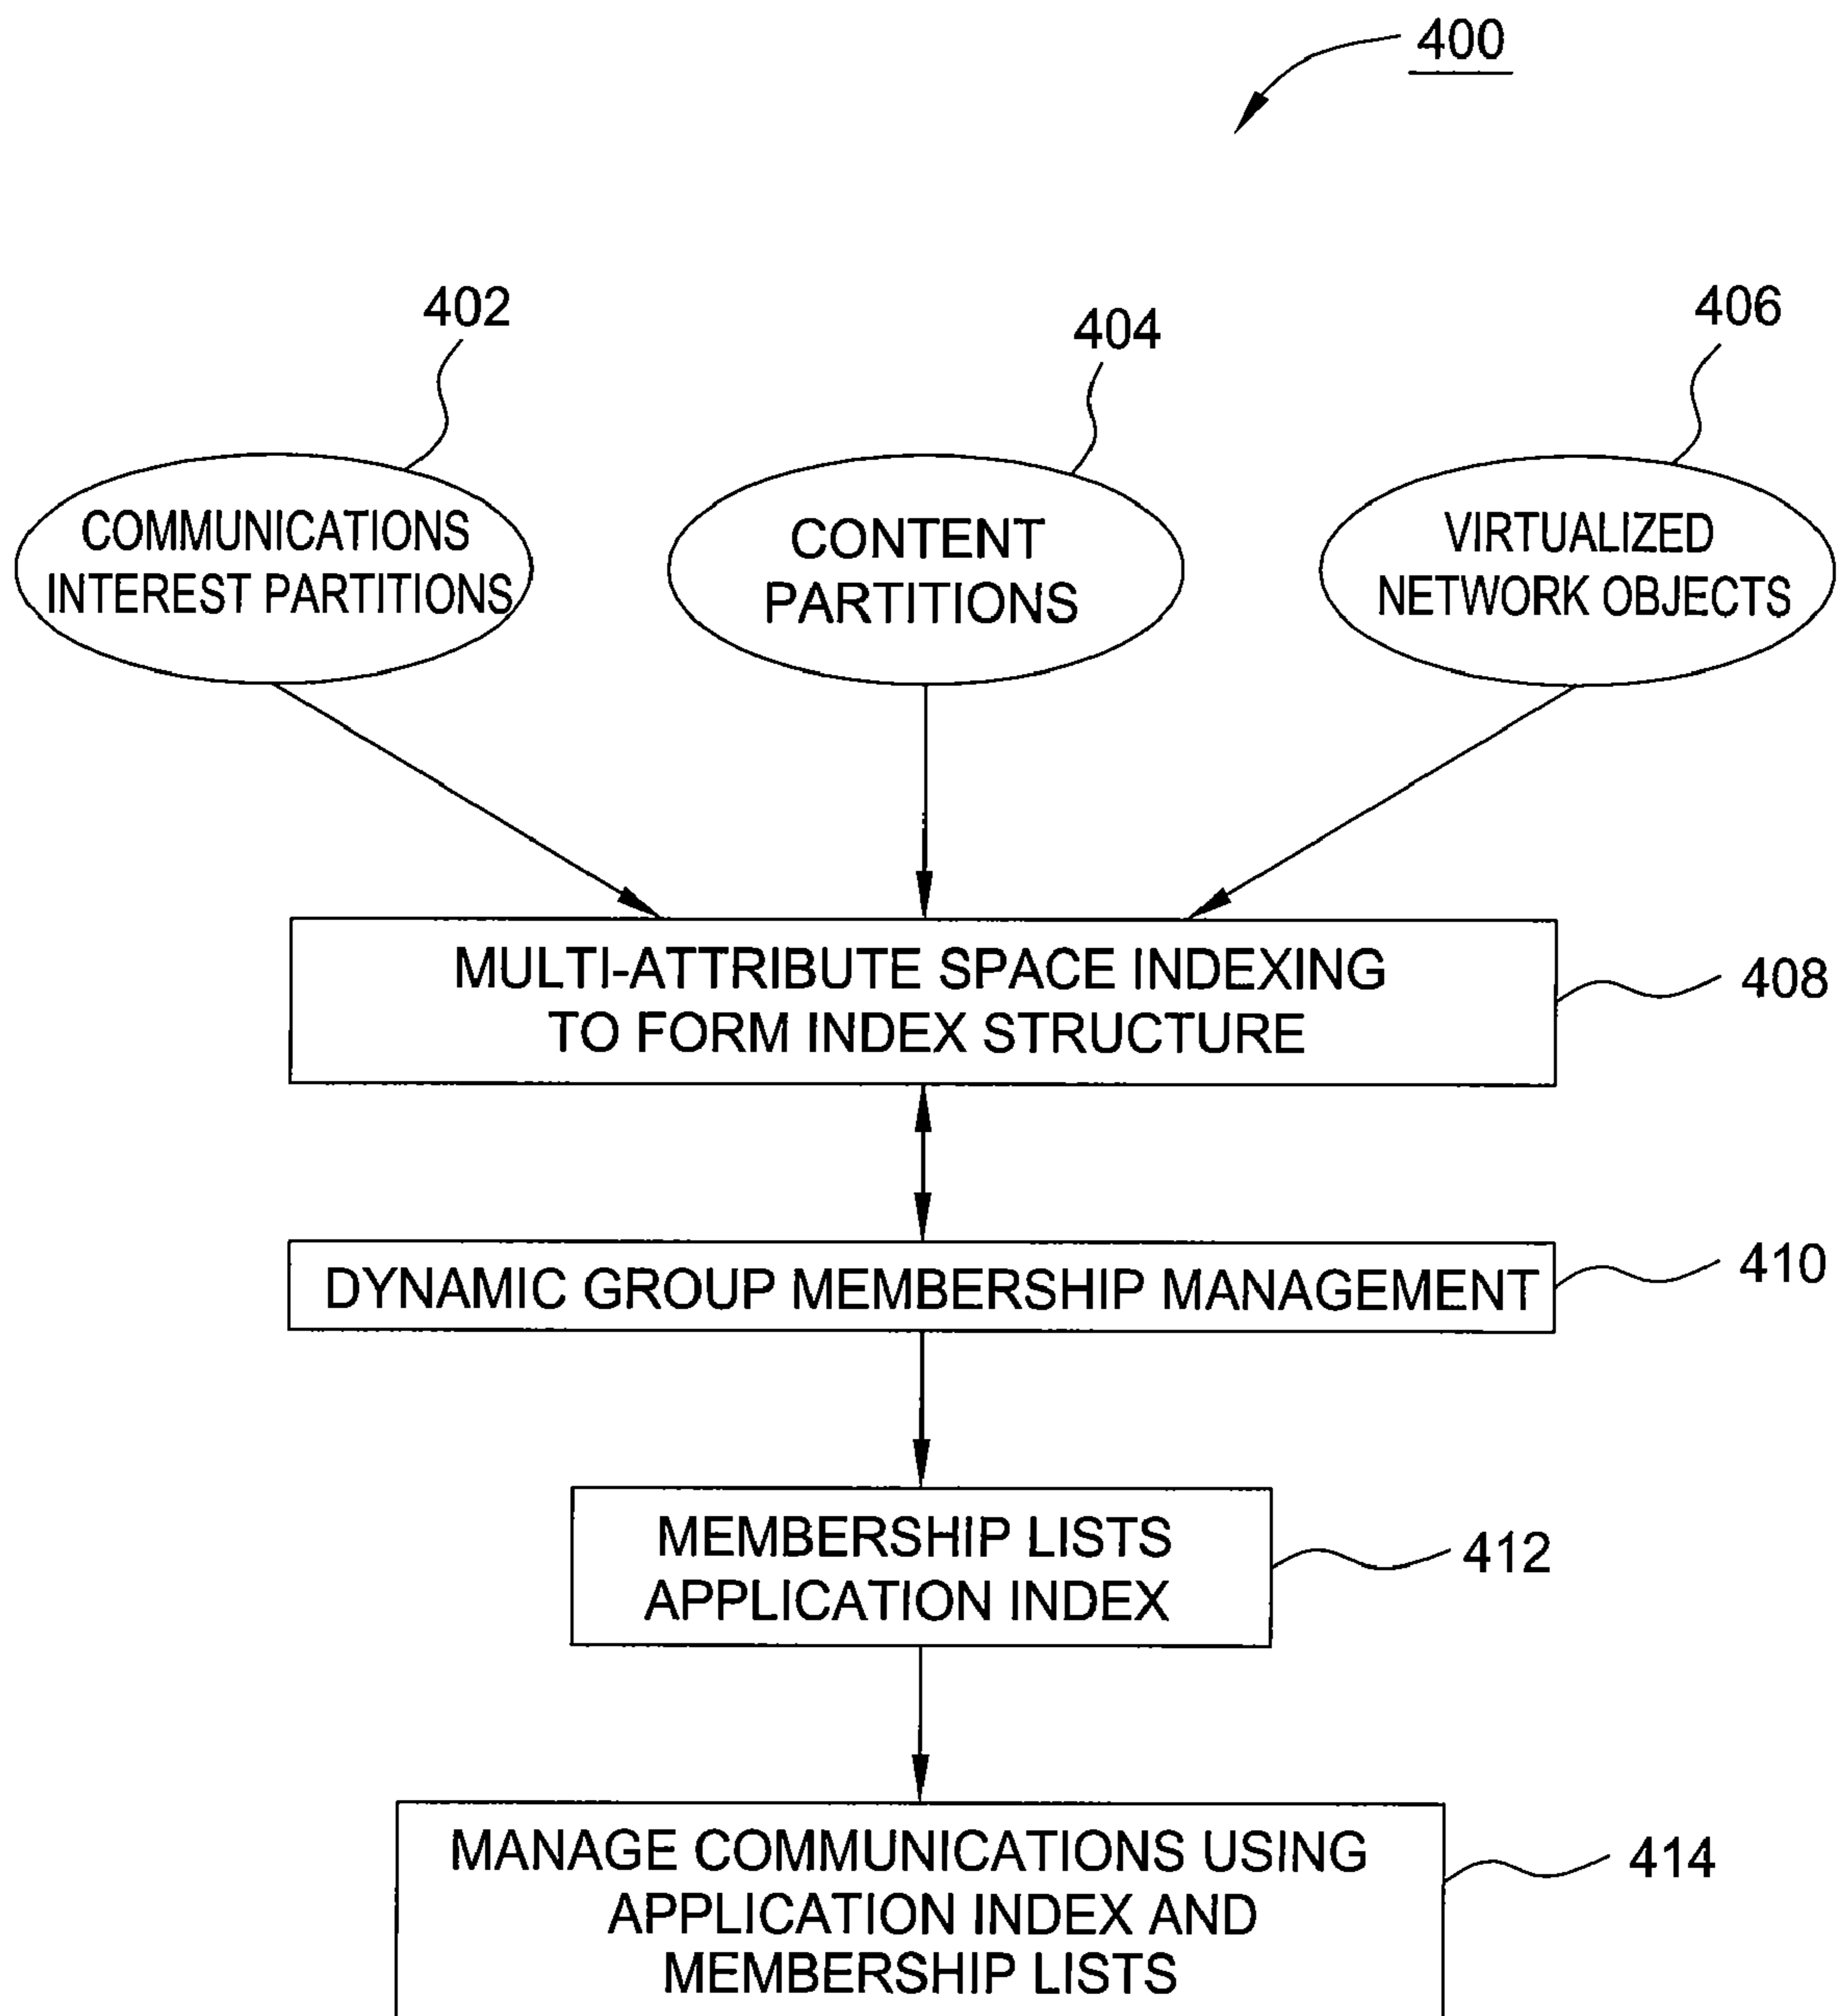 400
402
404
406
COMMUNICATIONS
INTEREST PARTITIONS
CONTENT
PARTITIONS
VIRTUALIZED
NETWORK OBJECTS
MULTI-ATTRIBUTE SPACE INDEXING
TO FORM INDEX STRUCTURE
408
DYNAMIC GROUP MEMBERSHIP MANAGEMENT
410
MEMBERSHIP LISTS
APPLICATION INDEX
412
MANAGE COMMUNICATIONS USING
APPLICATION INDEX AND
MEMBERSHIP LISTS
414